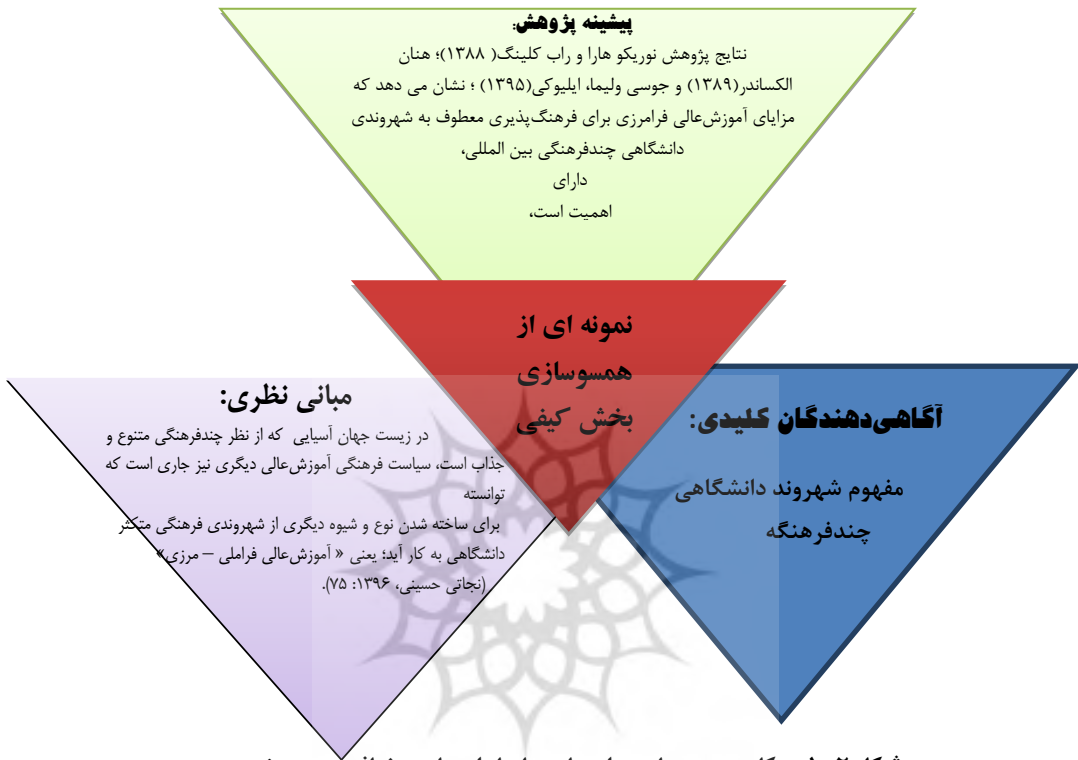 پیشینه پژوهش:
نتایج پژوهش نوریکو هارا و راب کلینگ( ۱۳۸۸)؛ هنان
الکساندر(۱۳۸۹) و جوسی ولیما، ایلیوکی(۱۳۹۵) ؛ نشان می دهد که
مزایای آموزش‌عالی فرامرزی برای فرهنگ‌پذیری معطوف به شهروندی
دانشگاهی چندفرهنگی بین المللی،
دارای
اهمیت است،
نمونه ای از
همسوسازی
بخش کیفی
آگاهی‌دهندگان کلیدی:
مفهوم شهروند دانشگاهی
چندفرهنگه
مبانی نظری:
در زیست جهان آسیایی که از نظر چندفرهنگی متنوع و
جذاب است، سیاست فرهنگی آموزش‌عالی دیگری نیز جاری است که
توانسته
برای ساخته شدن نوع و شیوه دیگری از شهروندی فرهنگی متکثر
دانشگاهی به کار آید؛ یعنی « آموزش‌عالی فراملی – مرزی»
(نجاتی حسینی، ۱۳۹۶: ۷۵).